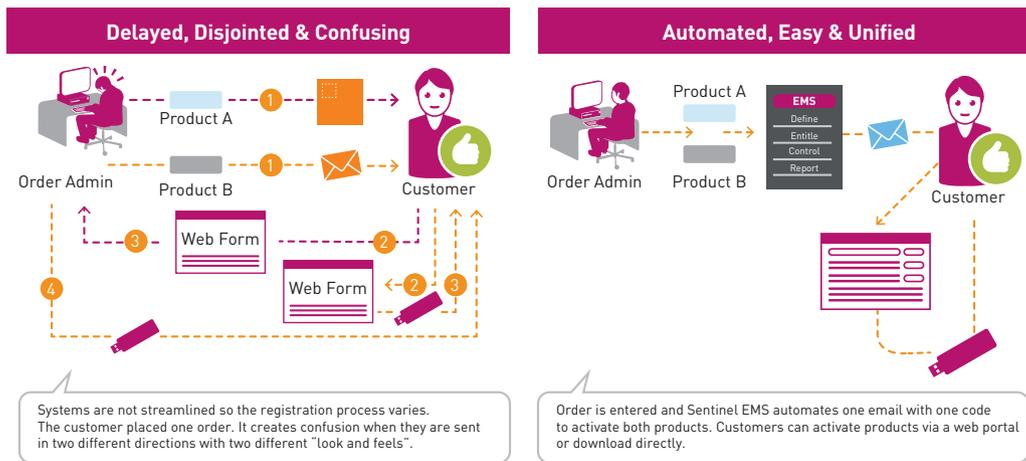 Delayed, Disjointed & Confusing
Product A
1
Product B
1
Order Admin
Customer
Web Form
3
2
Web Form
2
3
4
Systems are not streamlined so the registration process varies.
The customer placed one order. It creates confusion when they are sent
in two different directions with two different “look and feels”.
Automated, Easy & Unified
Product A
EMS
Define
Entitle
Control
Report
Order Admin
Product B
Customer
Order is entered and Sentinel EMS automates one email with one code
to activate both products. Customers can activate products via a web portal
or download directly.